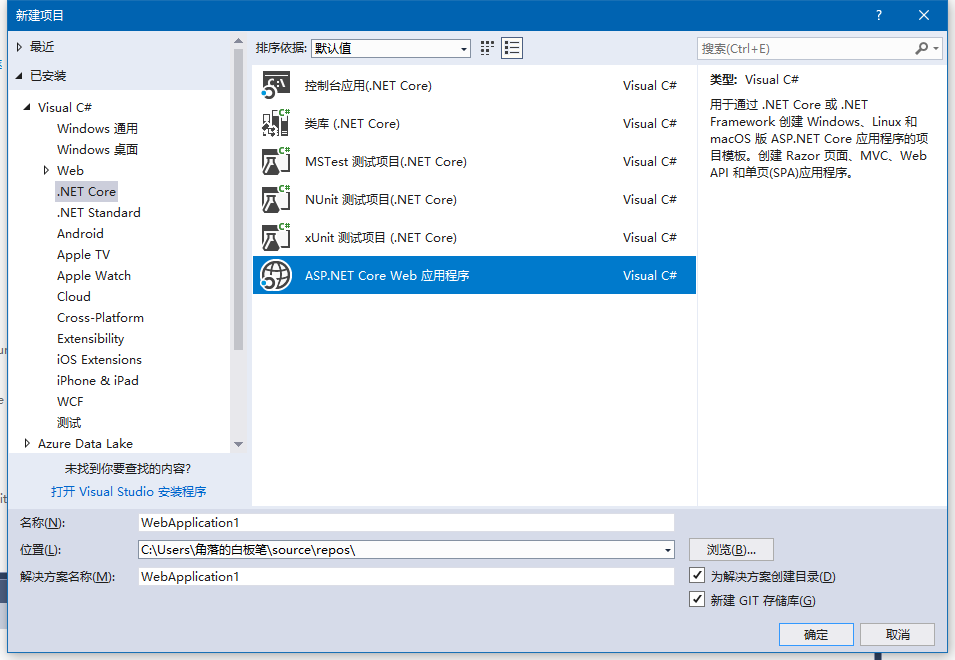 新建项目
?
最近
已安装
Visual C#
Windows 通用
Windows 桌面
Web
.NET Core
.NET Standard
Android
Apple TV
Apple Watch
Cloud
Cross-Platform
Extensibility
iOS Extensions
iPhone & iPad
WCF
测试
Azure Data Lake
未找到你要查找的内容?
打开 Visual Studio 安装程序
排序依据: 默认值
控制台应用(.NET Core) Visual C#
类库 (.NET Core) Visual C#
MSTest 测试项目(.NET Core) Visual C#
NUnit 测试项目(.NET Core) Visual C#
xUnit 测试项目 (.NET Core) Visual C#
ASP.NET Core Web 应用程序 Visual C#
搜索(Ctrl+E)
类型: Visual C#
用于通过 .NET Core 或 .NET
Framework 创建 Windows、Linux 和
macOS 版 ASP.NET Core 应用程序的项
目模板。创建 Razor 页面、MVC、Web
API 和单页(SPA)应用程序。
名称(N): WebApplication1
位置(L): C:\Users\角落的白板笔\source\repos\ 浏览(B)...
解决方案名称(M): WebApplication1 为解决方案创建目录(D)
新建 GIT 存储库(G)
确定 取消